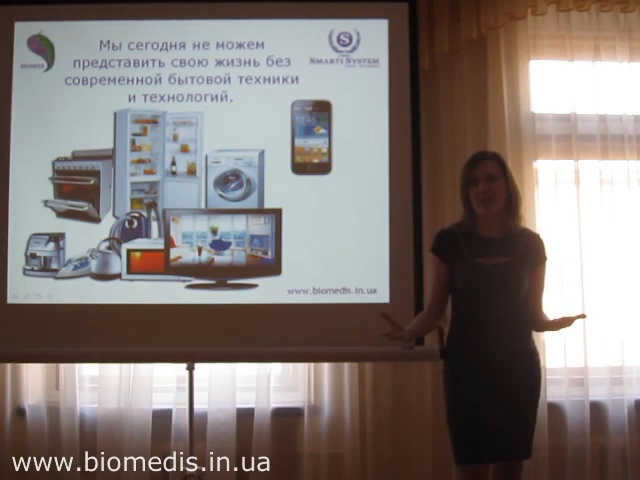 Мы сегодня не можем
представить свою жизнь без
современной бытовой техники
и технологий.
SMARTI SYSTEM
www.biomedis.in.ua
www.biomedis.in.ua